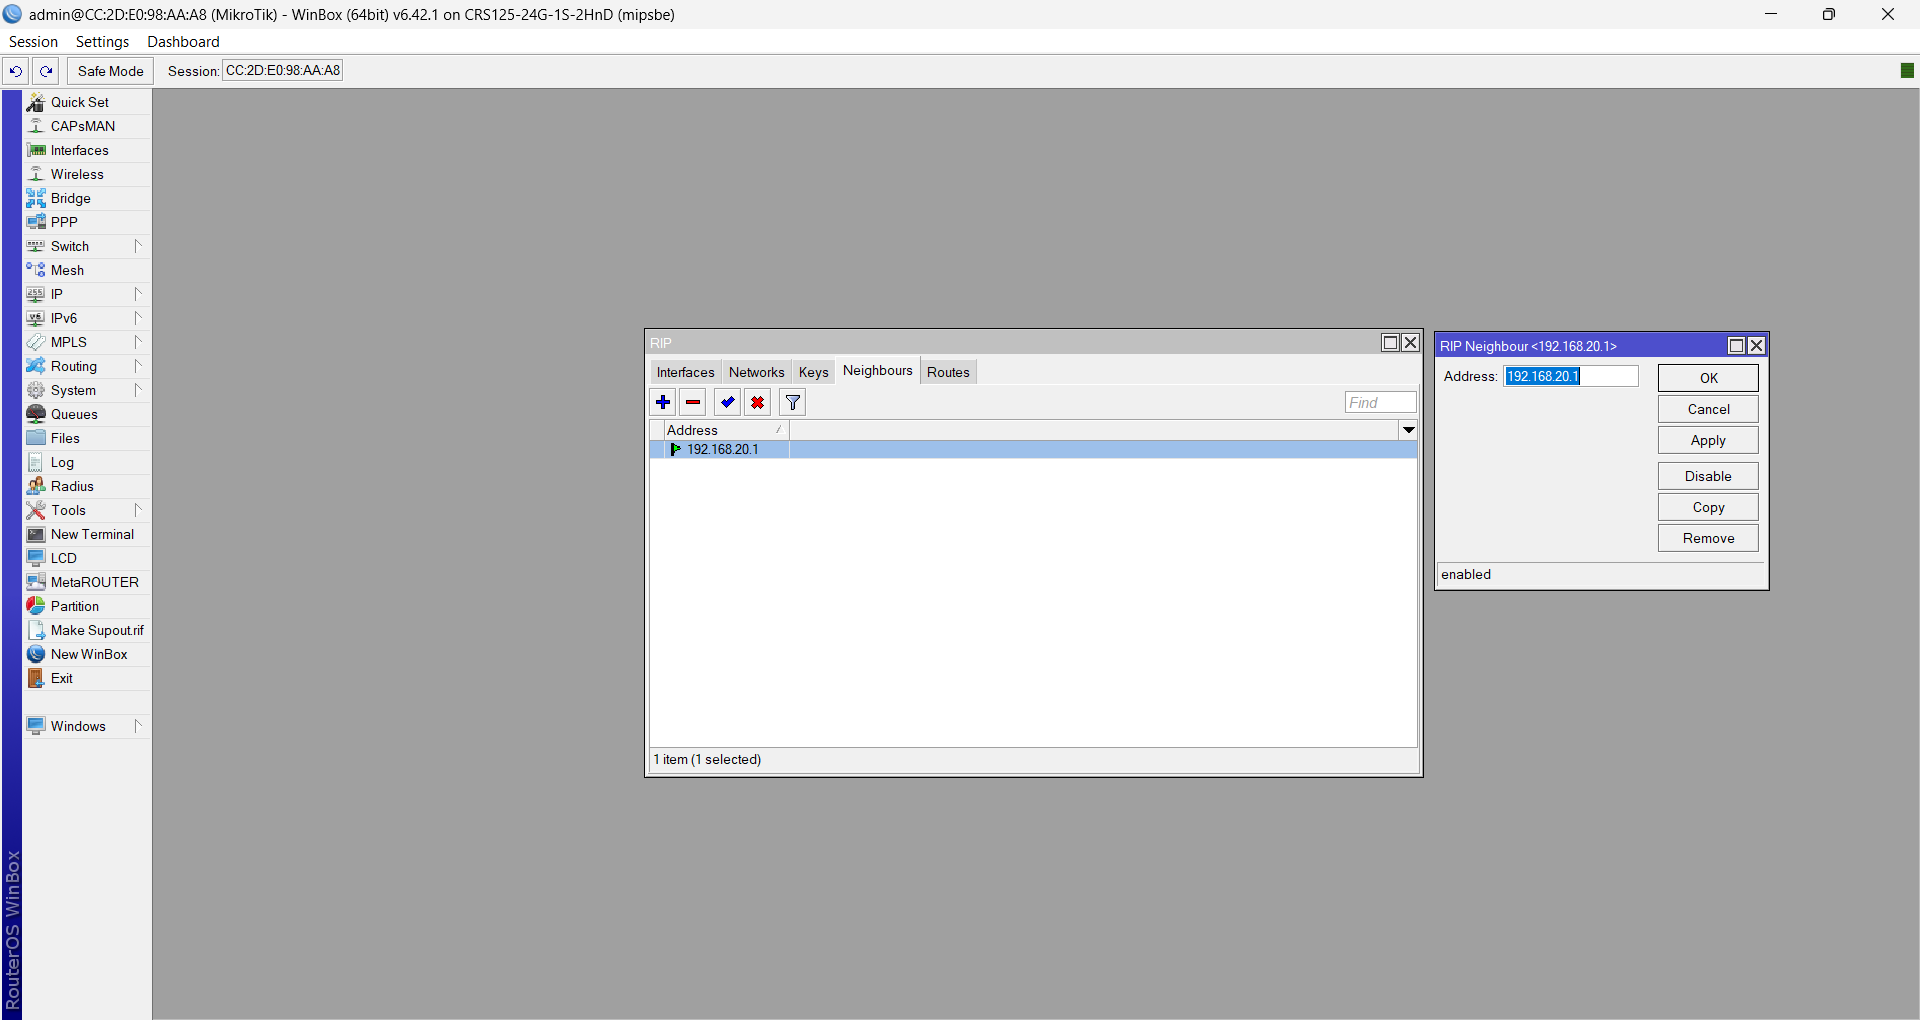 admin@CC:2D:E0:98:AA:A8 (MikroTik) - WinBox (64bit) v6.42.1 on CRS125-24G-1S-2HnD (mipsbe)
Session Settings Dashboard
Safe Mode Session: CC:2D:E0:98:AA:A8
Quick Set
CAPsMAN
Interfaces
Wireless
Bridge
PPP
Switch
Mesh
IP
IPv6
MPLS
Routing
System
Queues
Files
Log
Radius
Tools
New Terminal
LCD
MetaROUTER
Partition
Make Supout.rif
New WinBox
Exit
Windows
RouterOS WinBox
RIP
Interfaces Networks Keys Neighbours Routes
Find
Address
192.168.20.1
1 item (1 selected)
RIP Neighbour <192.168.20.1>
Address: 192.168.20.1
OK
Cancel
Apply
Disable
Copy
Remove
enabled